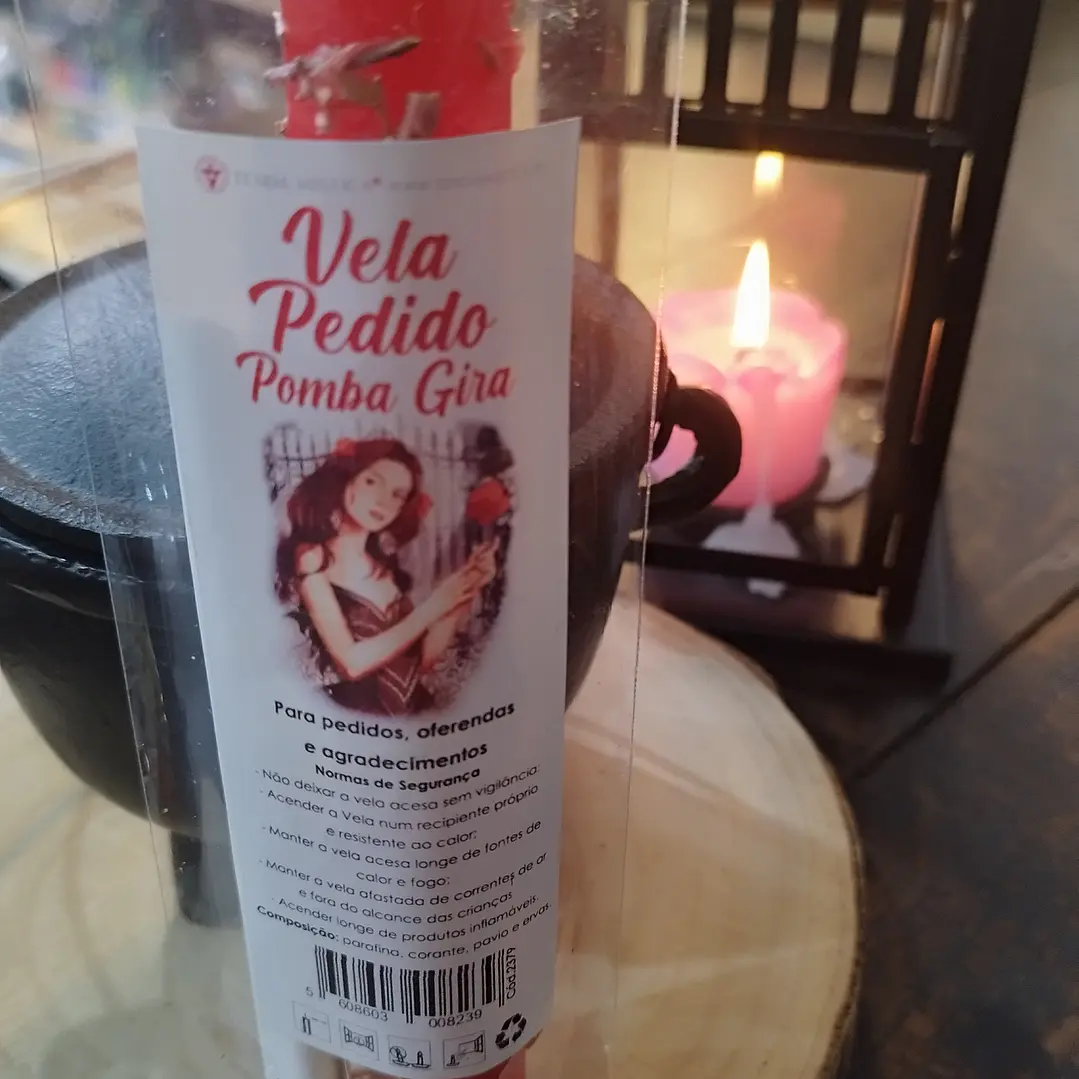 Vela
Pedido
Pomba Gira
Para pedidos, oferendas
e agradecimentos
Normas de Segurança
- Não deixar a vela acesa sem vigilância;
- Acender a Vela num recipiente próprio
e resistente ao calor;
- Manter a vela acesa longe de fontes de
calor e fogo;
- Manter a vela afastada de correntes de ar
e fora do alcance das crianças
- Acender longe de produtos inflamáveis.
Composição: parafina, corante, pavio e ervas.
Cód.2379
5 608603 008239